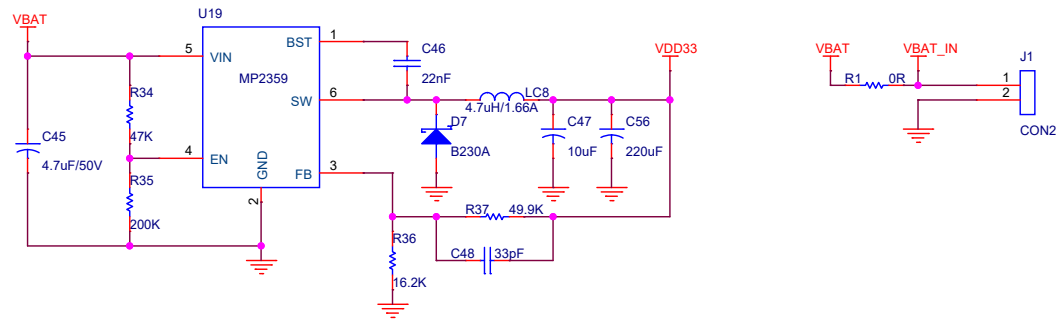 VBAT
U19
5
VIN
BST
1
C46
22nF
VDD33
R34
47K
MP2359
SW
6
LC8
4.7uH/1.66A
C45
4.7uF/50V
4
EN
GND
2
FB
3
D7
B230A
C47
10uF
C56
220uF
R35
200K
R37
49.9K
R36
16.2K
C48
33pF
VBAT
VBAT_IN
R1
0R
J1
1
2
CON2